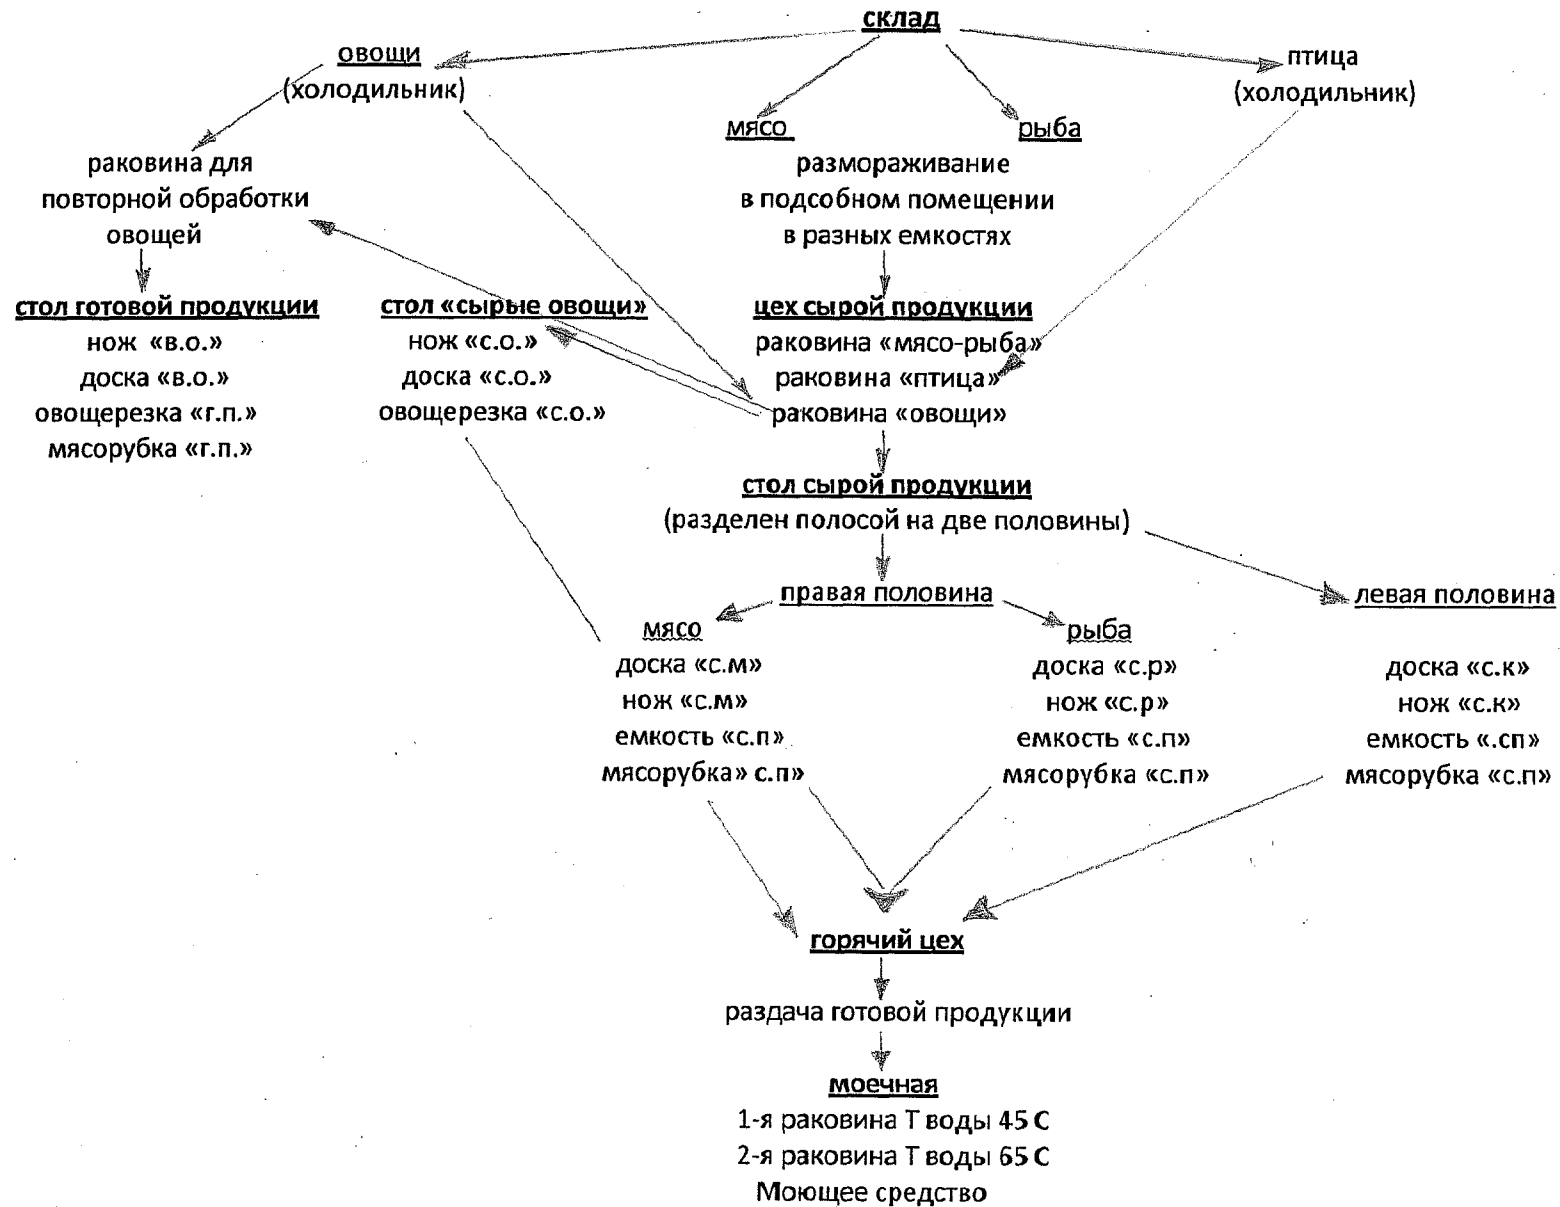 склад
овощи
(холодильник)
птица
(холодильник)
мясо
рыба
размораживание
в подсобном помещении
в разных емкостях
раковина для
повторной обработки
овощей
стол готовой продукции
нож «в.о.»
доска «в.о.»
овощерезка «г.п.»
мясорубка «г.п.»
стол «сырые овощи»
нож «с.о.»
доска «с.о.»
овощерезка «с.о.»
цех сырой продукции
раковина «мясо-рыба»
раковина «птица»
раковина «овощи»
стол сырой продукции
(разделен полосой на две половины)
правая половина
левая половина
мясо
доска «с.м»
нож «с.м»
емкость «с.п»
мясорубка» с.п»
рыба
доска «с.р»
нож «с.р»
емкость «с.п»
мясорубка «с.п»
доска «с.к»
нож «с.к»
емкость «.сп»
мясорубка «с.п»
горячий цех
раздача готовой продукции
моечная
1-я раковина Т воды 45 С
2-я раковина Т воды 65 С
Моющее средство